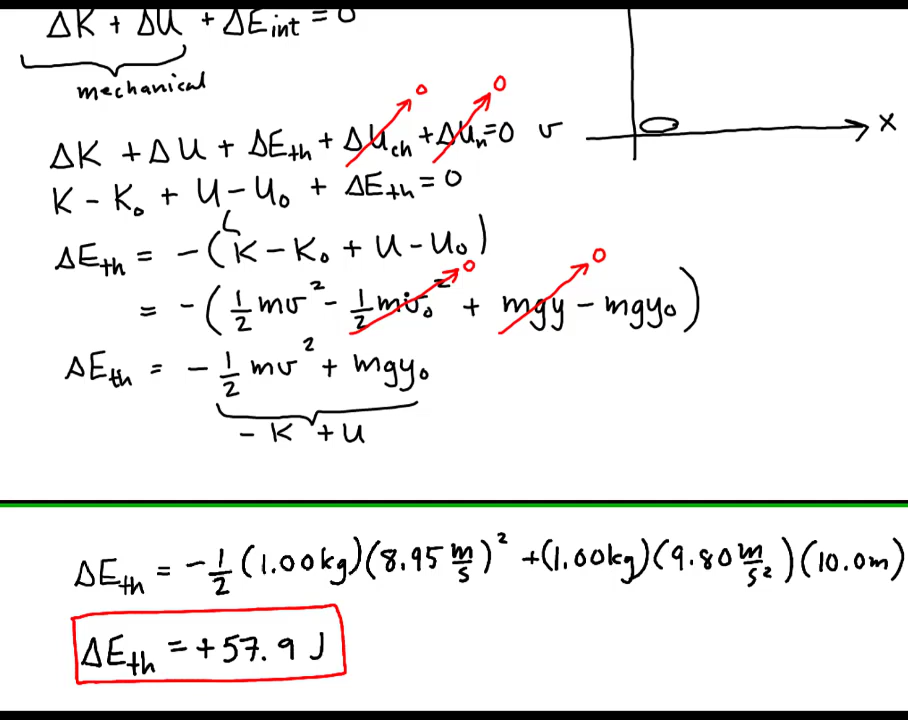 ΔK + ΔU + ΔE_int = 0
mechanical
ΔK + ΔU + ΔE_th + ΔU_ch + ΔU_n = 0
0 0
x
K - K₀ + U - U₀ + ΔE_th = 0
ΔE_th = -(K - K₀ + U - U₀)
0 0
= -(½mv² - ½mv₀² + mgy - mgy₀)
ΔE_th = -½mv² + mgy₀
- K + U
ΔE_th = -½(1.00kg)(8.95 m/s)² + (1.00kg)(9.80 m/s²)(10.0m)
ΔE_th = +57.9 J